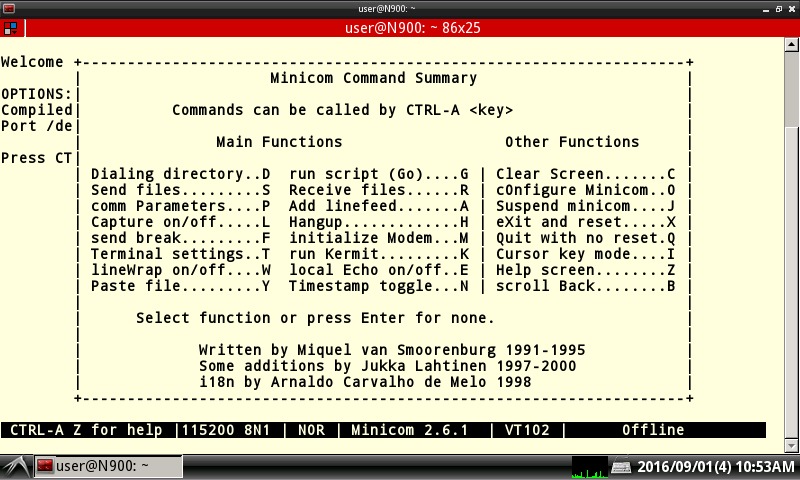 user@N900: ~
user@N900: ~ 86x25
Welcome +-------------------------------------------------------------------+
| Minicom Command Summary |
OPTIONS:| |
Compiled| Commands can be called by CTRL-A <key> |
Port /de| |
| Main Functions Other Functions |
Press CT| |
| Dialing directory..D run script (Go)....G | Clear Screen.......C |
| Send files.........S Receive files......R | cOnfigure Minicom..O |
| comm Parameters....P Add linefeed.......A | Suspend minicom....J |
| Capture on/off.....L Hangup.............H | eXit and reset.....X |
| send break.........F initialize Modem...M | Quit with no reset.Q |
| Terminal settings..T run Kermit.........K | Cursor key mode....I |
| lineWrap on/off....W local Echo on/off..E | Help screen........Z |
| Paste file.........Y Timestamp toggle...N | scroll Back........B |
| Select function or press Enter for none. |
| Written by Miquel van Smoorenburg 1991-1995 |
| Some additions by Jukka Lahtinen 1997-2000 |
| i18n by Arnaldo Carvalho de Melo 1998 |
+-------------------------------------------------------------------+
CTRL-A Z for help |115200 8N1 | NOR | Minicom 2.6.1 | VT102 | Offline
user@N900: ~ 2016/09/01(4) 10:53AM